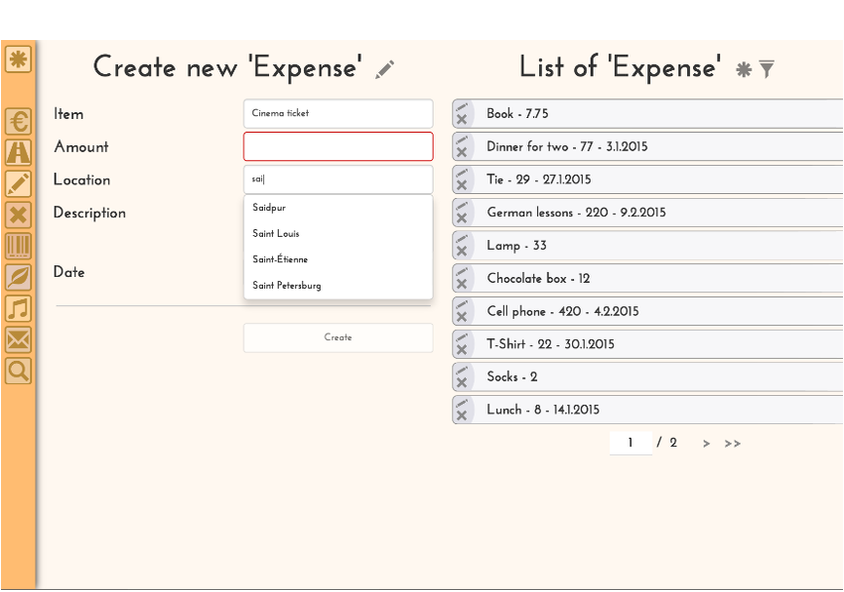 Create new 'Expense'
Item
Cinema ticket
Amount
Location
sai
Saidpur
Saint Louis
Saint-Étienne
Saint Petersburg
Description
Date
Create
List of 'Expense'
Book - 7.75
Dinner for two - 77 - 3.1.2015
Tie - 29 - 27.1.2015
German lessons - 220 - 9.2.2015
Lamp - 33
Chocolate box - 12
Cell phone - 420 - 4.2.2015
T-Shirt - 22 - 30.1.2015
Socks - 2
Lunch - 8 - 14.1.2015
1 / 2 > >>